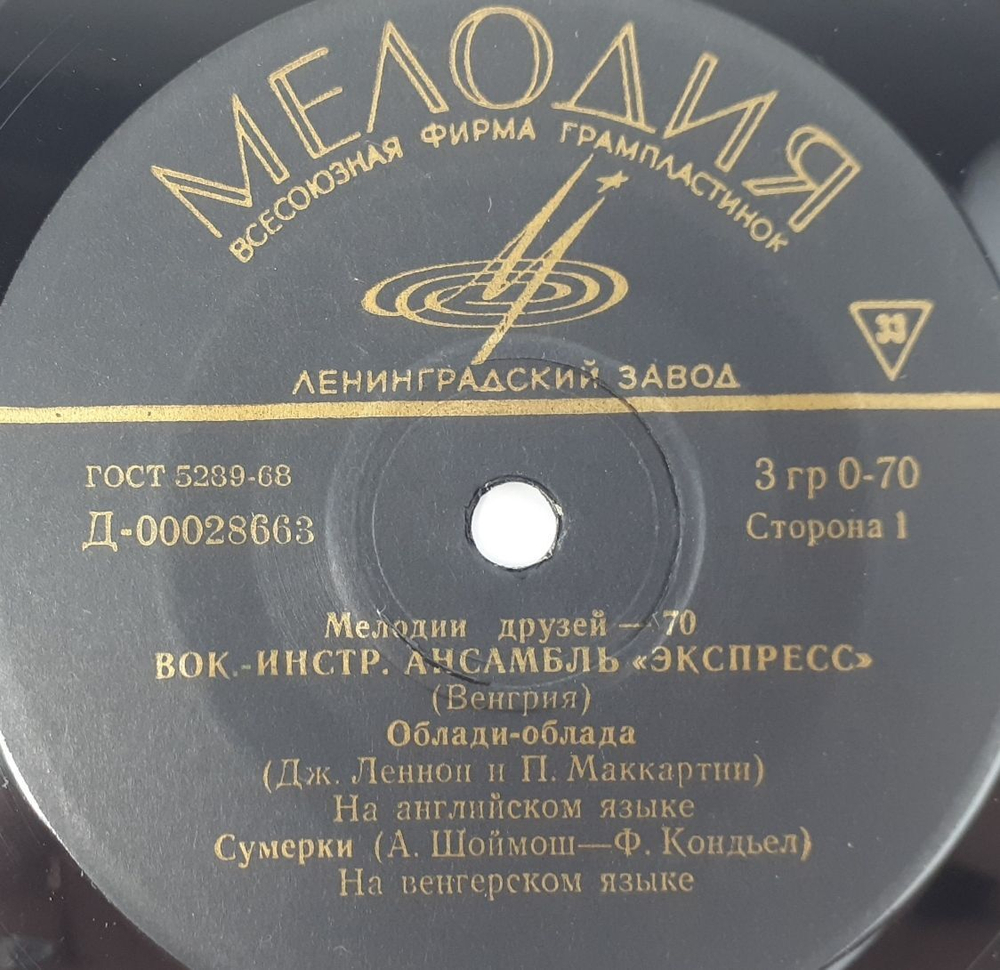 МЕЛОДИЯ
ВСЕСОЮЗНАЯ ФИРМА ГРАМПЛАСТИНОК
33
ЛЕНИНГРАДСКИЙ ЗАВОД
ГОСТ 5289-68
3 гр 0-70
Д-00028663
Сторона 1
Мелодии друзей — 70
ВОК.-ИНСТР. АНСАМБЛЬ «ЭКСПРЕСС»
(Венгрия)
Облади-облада
(Дж. Леннон и П. Маккартни)
На английском языке
Сумерки (А. Шоймош—Ф. Кондьел)
На венгерском языке